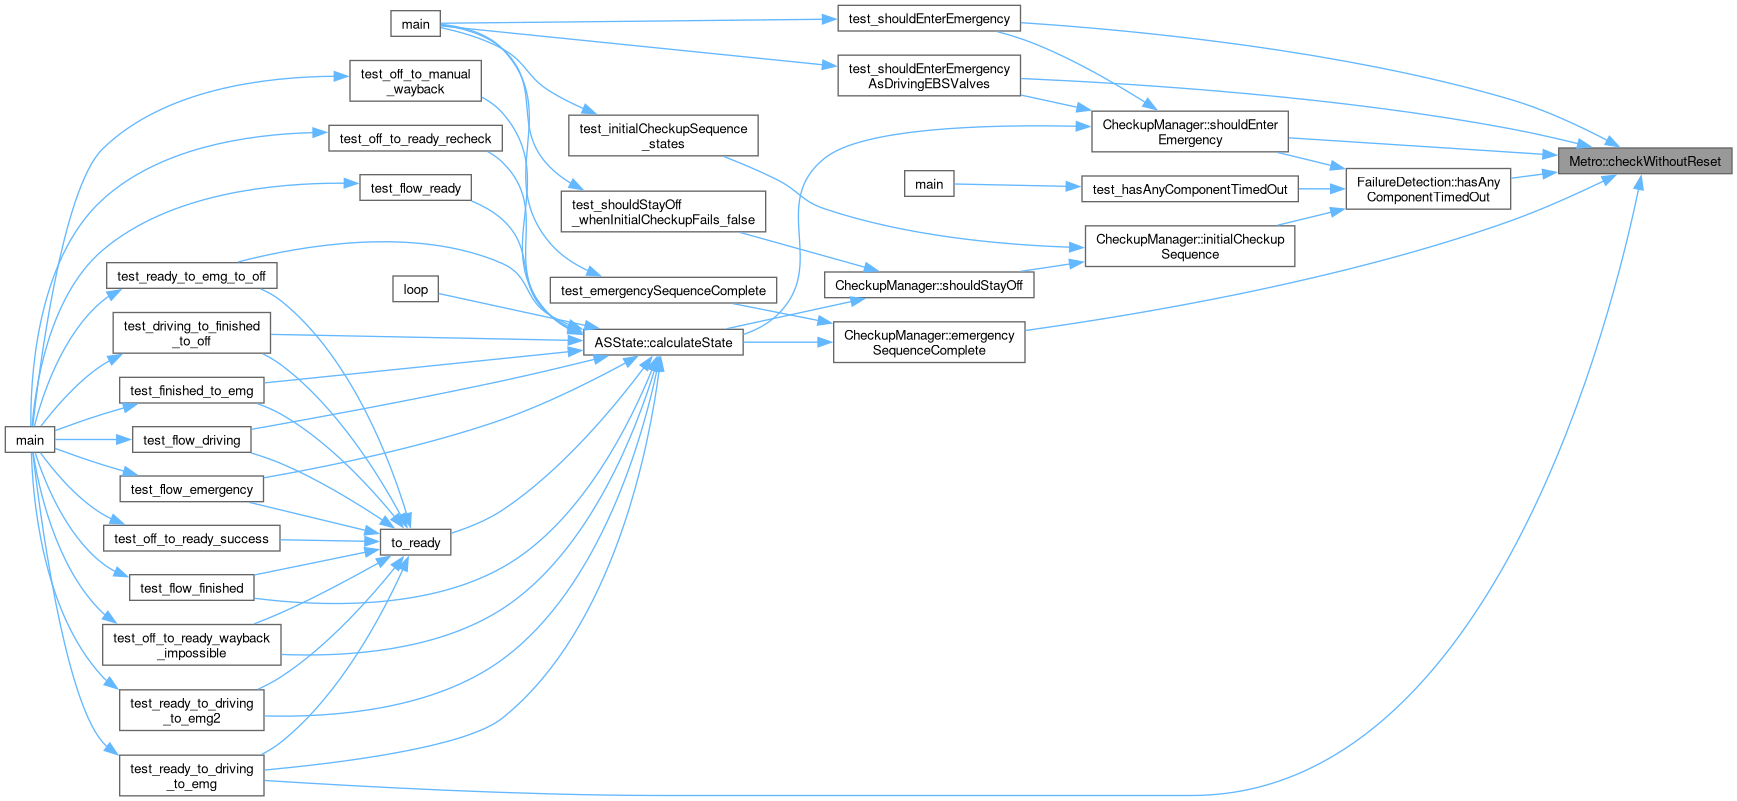 main
test_shouldEnterEmergency
test_shouldEnterEmergency
AsDrivingEBSValves
test_off_to_manual
_wayback
test_initialCheckupSequence
_states
CheckupManager::shouldEnter
Emergency
test_off_to_ready_recheck
Metro::checkWithoutReset
main
test_hasAnyComponentTimedOut
FailureDetection::hasAny
ComponentTimedOut
test_flow_ready
test_shouldStayOff
_whenInitialCheckupFails_false
CheckupManager::initialCheckup
Sequence
test_ready_to_emg_to_off
loop
test_emergencySequenceComplete
CheckupManager::shouldStayOff
test_driving_to_finished
_to_off
ASState::calculateState
CheckupManager::emergency
SequenceComplete
test_finished_to_emg
main
test_flow_driving
test_flow_emergency
test_off_to_ready_success
to_ready
test_flow_finished
test_off_to_ready_wayback
_impossible
test_ready_to_driving
_to_emg2
test_ready_to_driving
_to_emg